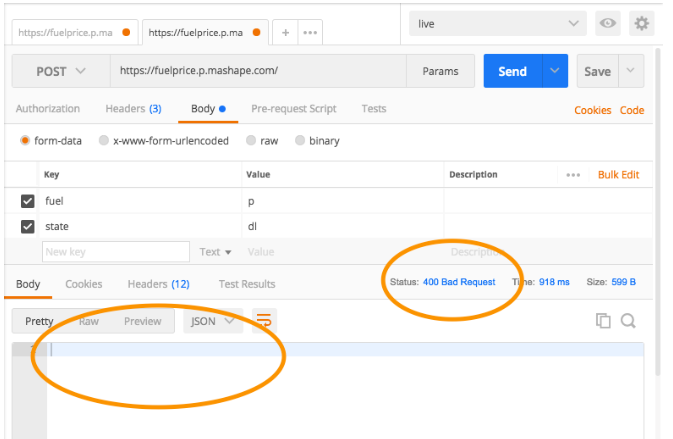 https://fuelprice.p.ma https://fuelprice.p.ma + ••• live
POST https://fuelprice.p.mashape.com/ Params Send Save
Authorization Headers (3) Body Pre-request Script Tests Cookies Code
form-data x-www-form-urlencoded raw binary
Key Value Description ••• Bulk Edit
fuel p
state dl
New key Text Value Description
Body Cookies Headers (12) Test Results Status: 400 Bad Request Time: 918 ms Size: 599 B
Pretty Raw Preview JSON